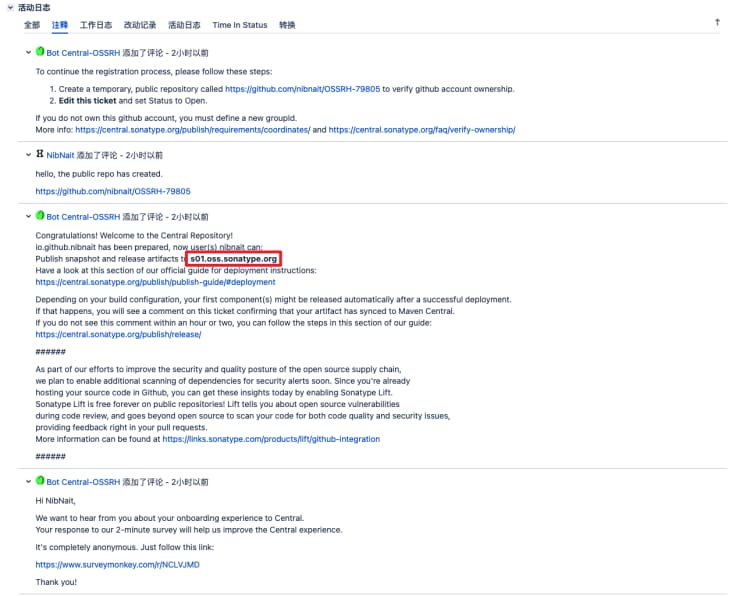 活动日志
全部 注释 工作日志 改动记录 活动日志 Time In Status 转换
Bot Central-OSSRH 添加了评论 - 2小时以前
To continue the registration process, please follow these steps:
1. Create a temporary, public repository called https://github.com/nibnait/OSSRH-79805 to verify github account ownership.
2. Edit this ticket and set Status to Open.
If you do not own this github account, you must define a new groupId.
More info: https://central.sonatype.org/publish/requirements/coordinates/ and https://central.sonatype.org/faq/verify-ownership/
NibNait 添加了评论 - 2小时以前
hello, the public repo has created.
https://github.com/nibnait/OSSRH-79805
Bot Central-OSSRH 添加了评论 - 2小时以前
Congratulations! Welcome to the Central Repository!
io.github.nibnait has been prepared, now user(s) nibnait can:
Publish snapshot and release artifacts t s01.oss.sonatype.org
Have a look at this section of our official guide for deployment instructions:
https://central.sonatype.org/publish/publish-guide/#deployment
Depending on your build configuration, your first component(s) might be released automatically after a successful deployment.
If that happens, you will see a comment on this ticket confirming that your artifact has synced to Maven Central.
If you do not see this comment within an hour or two, you can follow the steps in this section of our guide:
https://central.sonatype.org/publish/release/
######
As part of our efforts to improve the security and quality posture of the open source supply chain,
we plan to enable additional scanning of dependencies for security alerts soon. Since you're already
hosting your source code in Github, you can get these insights today by enabling Sonatype Lift.
Sonatype Lift is free forever on public repositories! Lift tells you about open source vulnerabilities
during code review, and goes beyond open source to scan your code for both code quality and security issues,
providing feedback right in your pull requests.
More information can be found at https://links.sonatype.com/products/lift/github-integration
######
Bot Central-OSSRH 添加了评论 - 2小时以前
Hi NibNait,
We want to hear from you about your onboarding experience to Central.
Your response to our 2-minute survey will help us improve the Central experience.
It's completely anonymous. Just follow this link:
https://www.surveymonkey.com/r/NCLVJMD
Thank you!